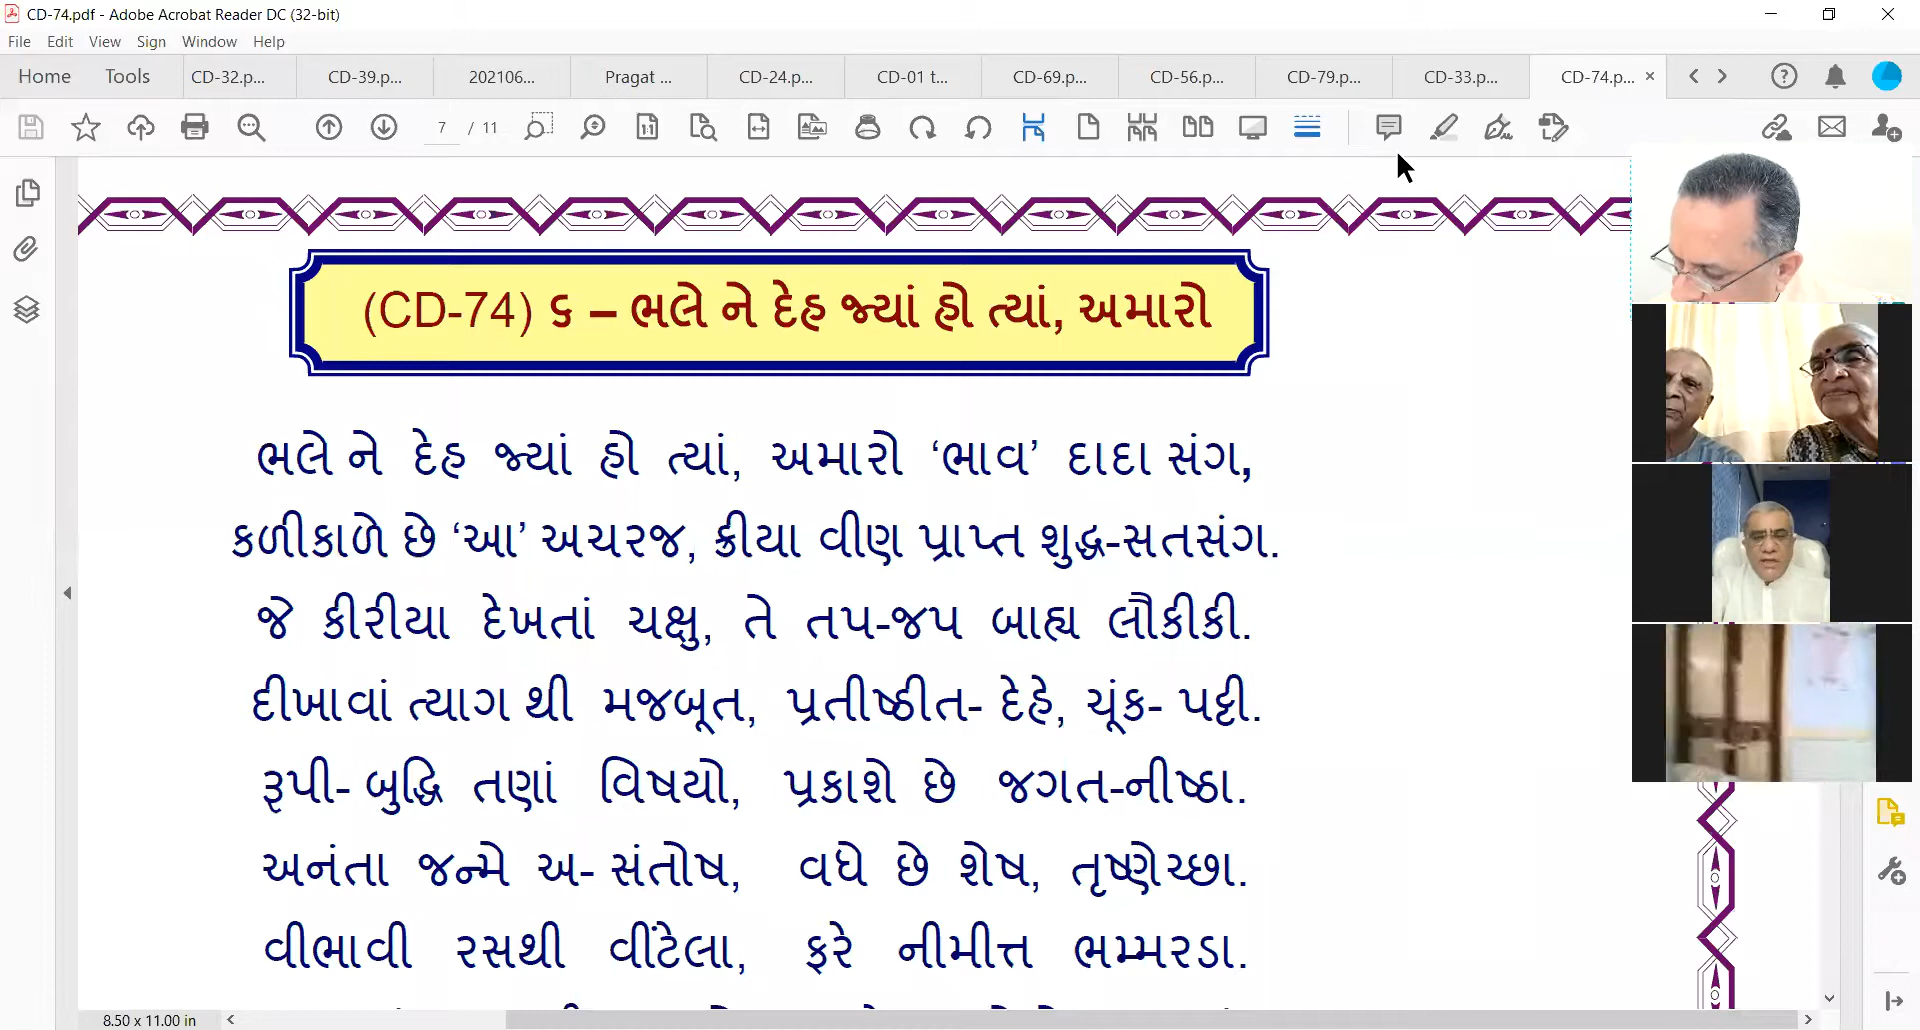 CD-74.pdf - Adobe Acrobat Reader DC (32-bit)
File Edit View Sign Window Help
Home Tools CD-32.p... CD-39.p... 202106... Pragat ... CD-24.p... CD-01 t... CD-69.p... CD-56.p... CD-79.p... CD-33.p... CD-74.p...
7 / 11
(CD-74) ૬ – ભલે ને દેહ જ્યાં હો ત્યાં, અમારો
ભલે ને દેહ જ્યાં હો ત્યાં, અમારો ‘ભાવ’ દાદા સંગ,
કળીકાળે છે ‘આ’ અચરજ, ક્રીયા વીણ પ્રાપ્ત શુદ્ધ-સતસંગ.
જે કીરીયા દેખતાં ચક્ષુ, તે તપ-જપ બાહ્ય લૌકીકી.
દીખાવાં ત્યાગ થી મજબૂત, પ્રતીષ્ઠીત- દેહે, ચૂંક- પટ્ટી.
રૂપી- બુદ્ધિ તણાં વિષયો, પ્રકાશે છે જગત-નીષ્ઠા.
અનંતા જન્મે અ- સંતોષ, વધે છે શેષ, તૃષ્ણેચ્છા.
વીભાવી રસથી વીંટેલા, ફરે નીમીત્ત ભમ્મરડા.
8.50 x 11.00 in